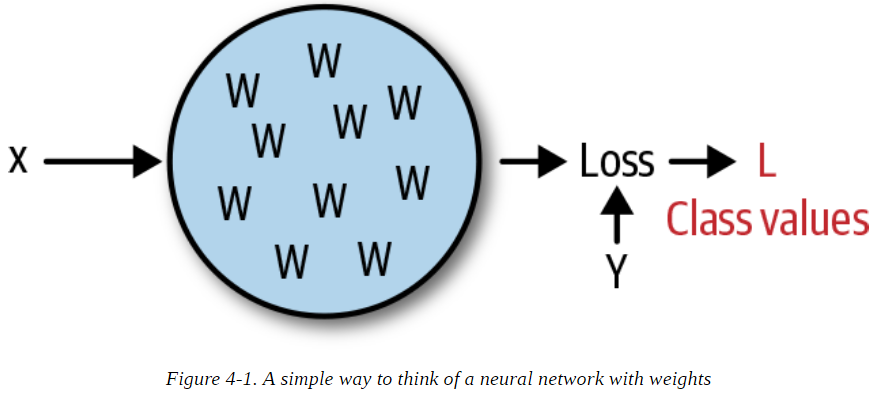 W
W
W
W
W
X
Loss
L
W
W
W
Class values
W
W
Y
Figure 4-1. A simple way to think of a neural network with weights